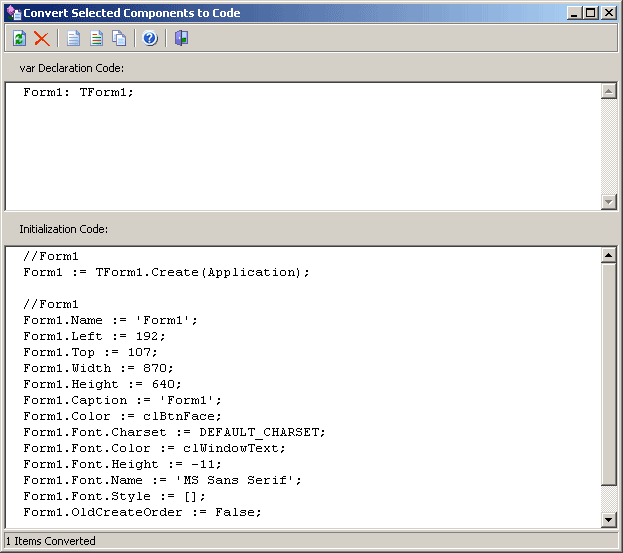 Convert Selected Components to Code
var Declaration Code:
Form1: TForm1;
Initialization Code:
//Form1
Form1 := TForm1.Create(Application);
//Form1
Form1.Name := 'Form1';
Form1.Left := 192;
Form1.Top := 107;
Form1.Width := 870;
Form1.Height := 640;
Form1.Caption := 'Form1';
Form1.Color := clBtnFace;
Form1.Font.Charset := DEFAULT_CHARSET;
Form1.Font.Color := clWindowText;
Form1.Font.Height := -11;
Form1.Font.Name := 'MS Sans Serif';
Form1.Font.Style := [];
Form1.OldCreateOrder := False;
1 Items Converted